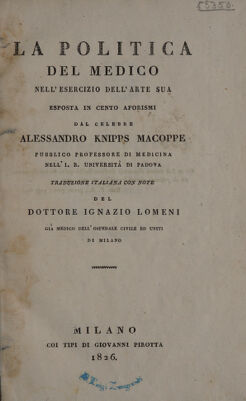 55350.
LA POLITICA
DEL MEDICO
NELL'ESERCIZIO DELL'ARTE SUA
ESPOSTA IN CENTO AFORISMI
DAL CELEBRE
ALESSANDRO KNIPPS MACOPPE
PUBBLICO PROFESSORE DI MEDICINA
NELL'I. R. UNIVERSITÀ DI PADOVA
TRADUZIONE ITALIANA CON NOTE
DEL
DOTTORE IGNAZIO LOMENI
GIÀ MEDICO DELL'OSPEDALE CIVILE ED UNITI
DI MILANO
MILANO
COI TIPI DI GIOVANNI PIROTTA
1826.
Luigi